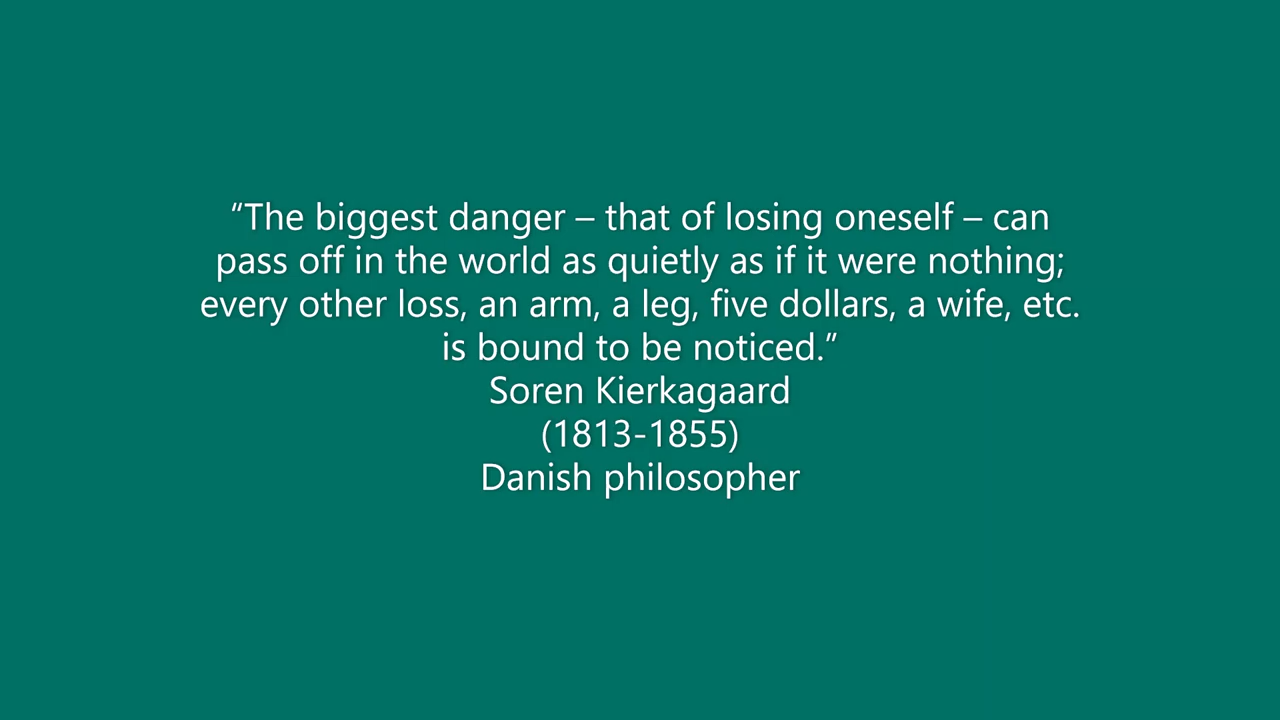 “The biggest danger – that of losing oneself – can
pass off in the world as quietly as if it were nothing;
every other loss, an arm, a leg, five dollars, a wife, etc.
is bound to be noticed.”
Soren Kierkagaard
(1813-1855)
Danish philosopher